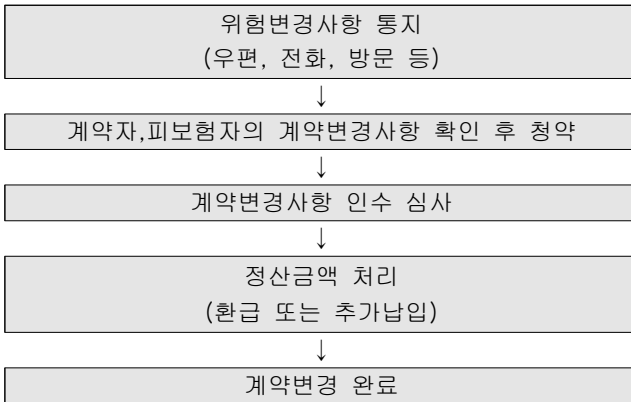 위험변경사항 통지
(우편, 전화, 방문 등)
↓
계약자,피보험자의 계약변경사항 확인 후 청약
↓
계약변경사항 인수 심사
↓
정산금액 처리
(환급 또는 추가납입)
↓
계약변경 완료